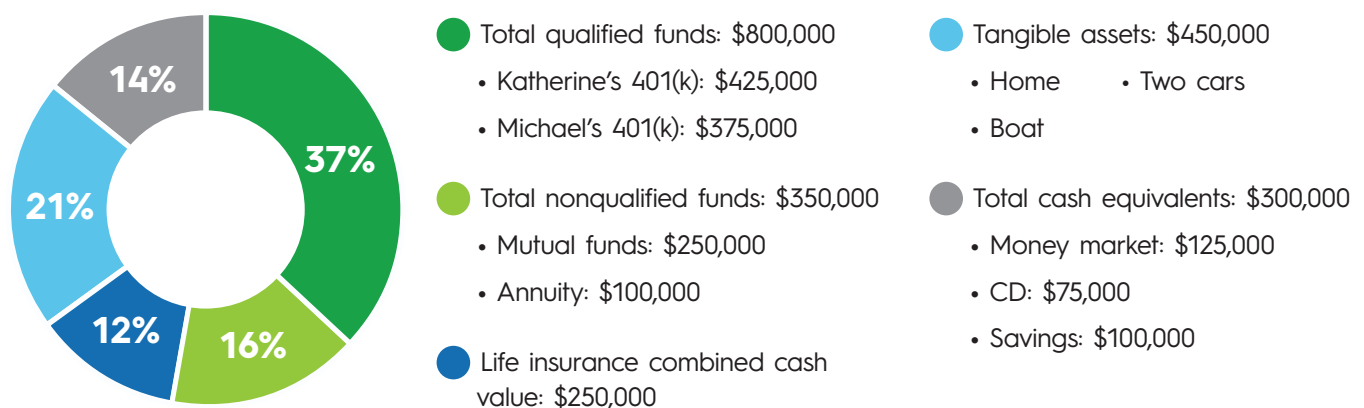 14%
37%
21%
12%
16%
Total qualified funds: $800,000
• Katherine’s 401(k): $425,000
• Michael’s 401(k): $375,000
Total nonqualified funds: $350,000
• Mutual funds: $250,000
• Annuity: $100,000
Life insurance combined cash
value: $250,000
Tangible assets: $450,000
• Home • Two cars
• Boat
Total cash equivalents: $300,000
• Money market: $125,000
• CD: $75,000
• Savings: $100,000